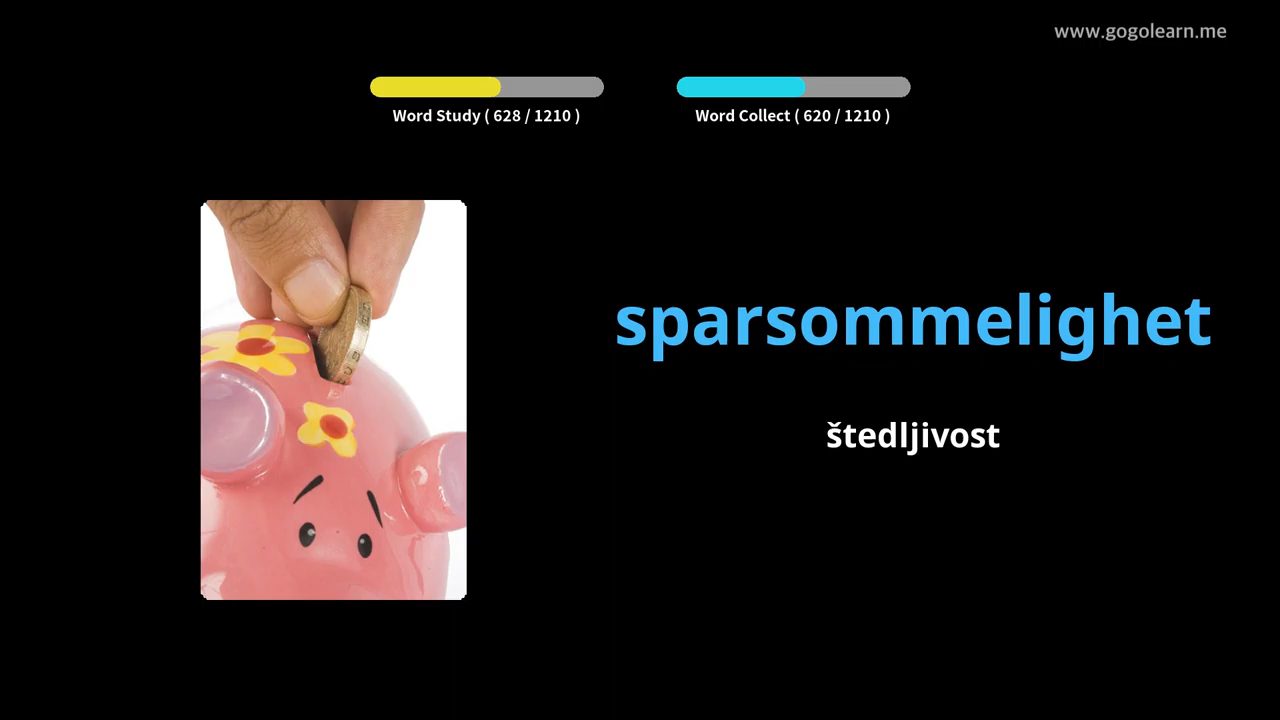 www.gogolearn.me
Word Study ( 628 / 1210 )
Word Collect ( 620 / 1210 )
sparsommelighet
štedljivost